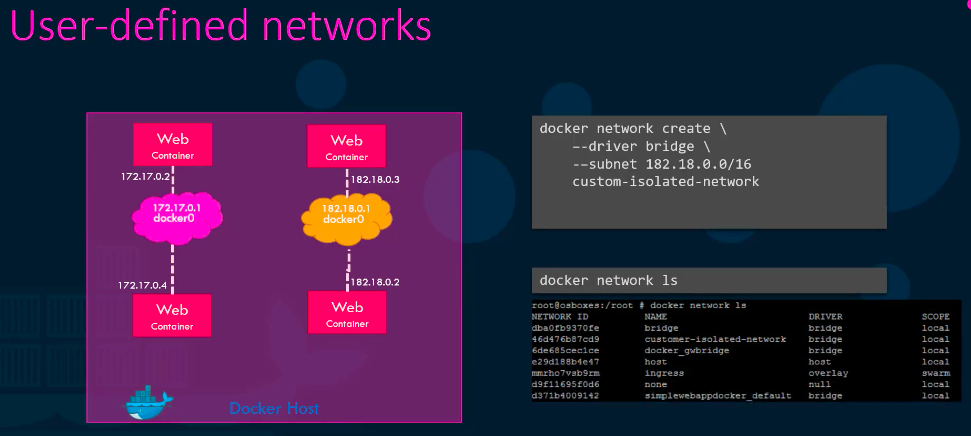 User-defined networks
Web
Container
172.17.0.2
172.17.0.1
docker0
172.17.0.4
Web
Container
Web
Container
182.18.0.3
182.18.0.1
docker0
182.18.0.2
Web
Container
Docker Host
docker network create \
--driver bridge \
--subnet 182.18.0.0/16
custom-isolated-network
docker network ls
root@osboxes:/root # docker network ls
NETWORK ID NAME DRIVER SCOPE
dba0fb9370fe bridge bridge local
46d476b87cd9 customer-isolated-network bridge local
6de685cec1ce docker_gwbridge bridge local
e29d188b4e47 host host local
mmrho7vsb9rm ingress overlay swarm
d9f11695f0d6 none null local
d371b4009142 simplewebappdocker_default bridge local